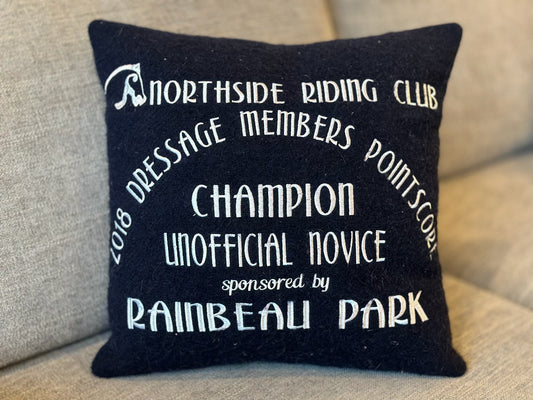 NORTHSIDE RIDING CLUB
2018 DRESSAGE MEMBERS POINTSCORE
CHAMPION
UNOFFICIAL NOVICE
sponsored by
RAINBEAU PARK